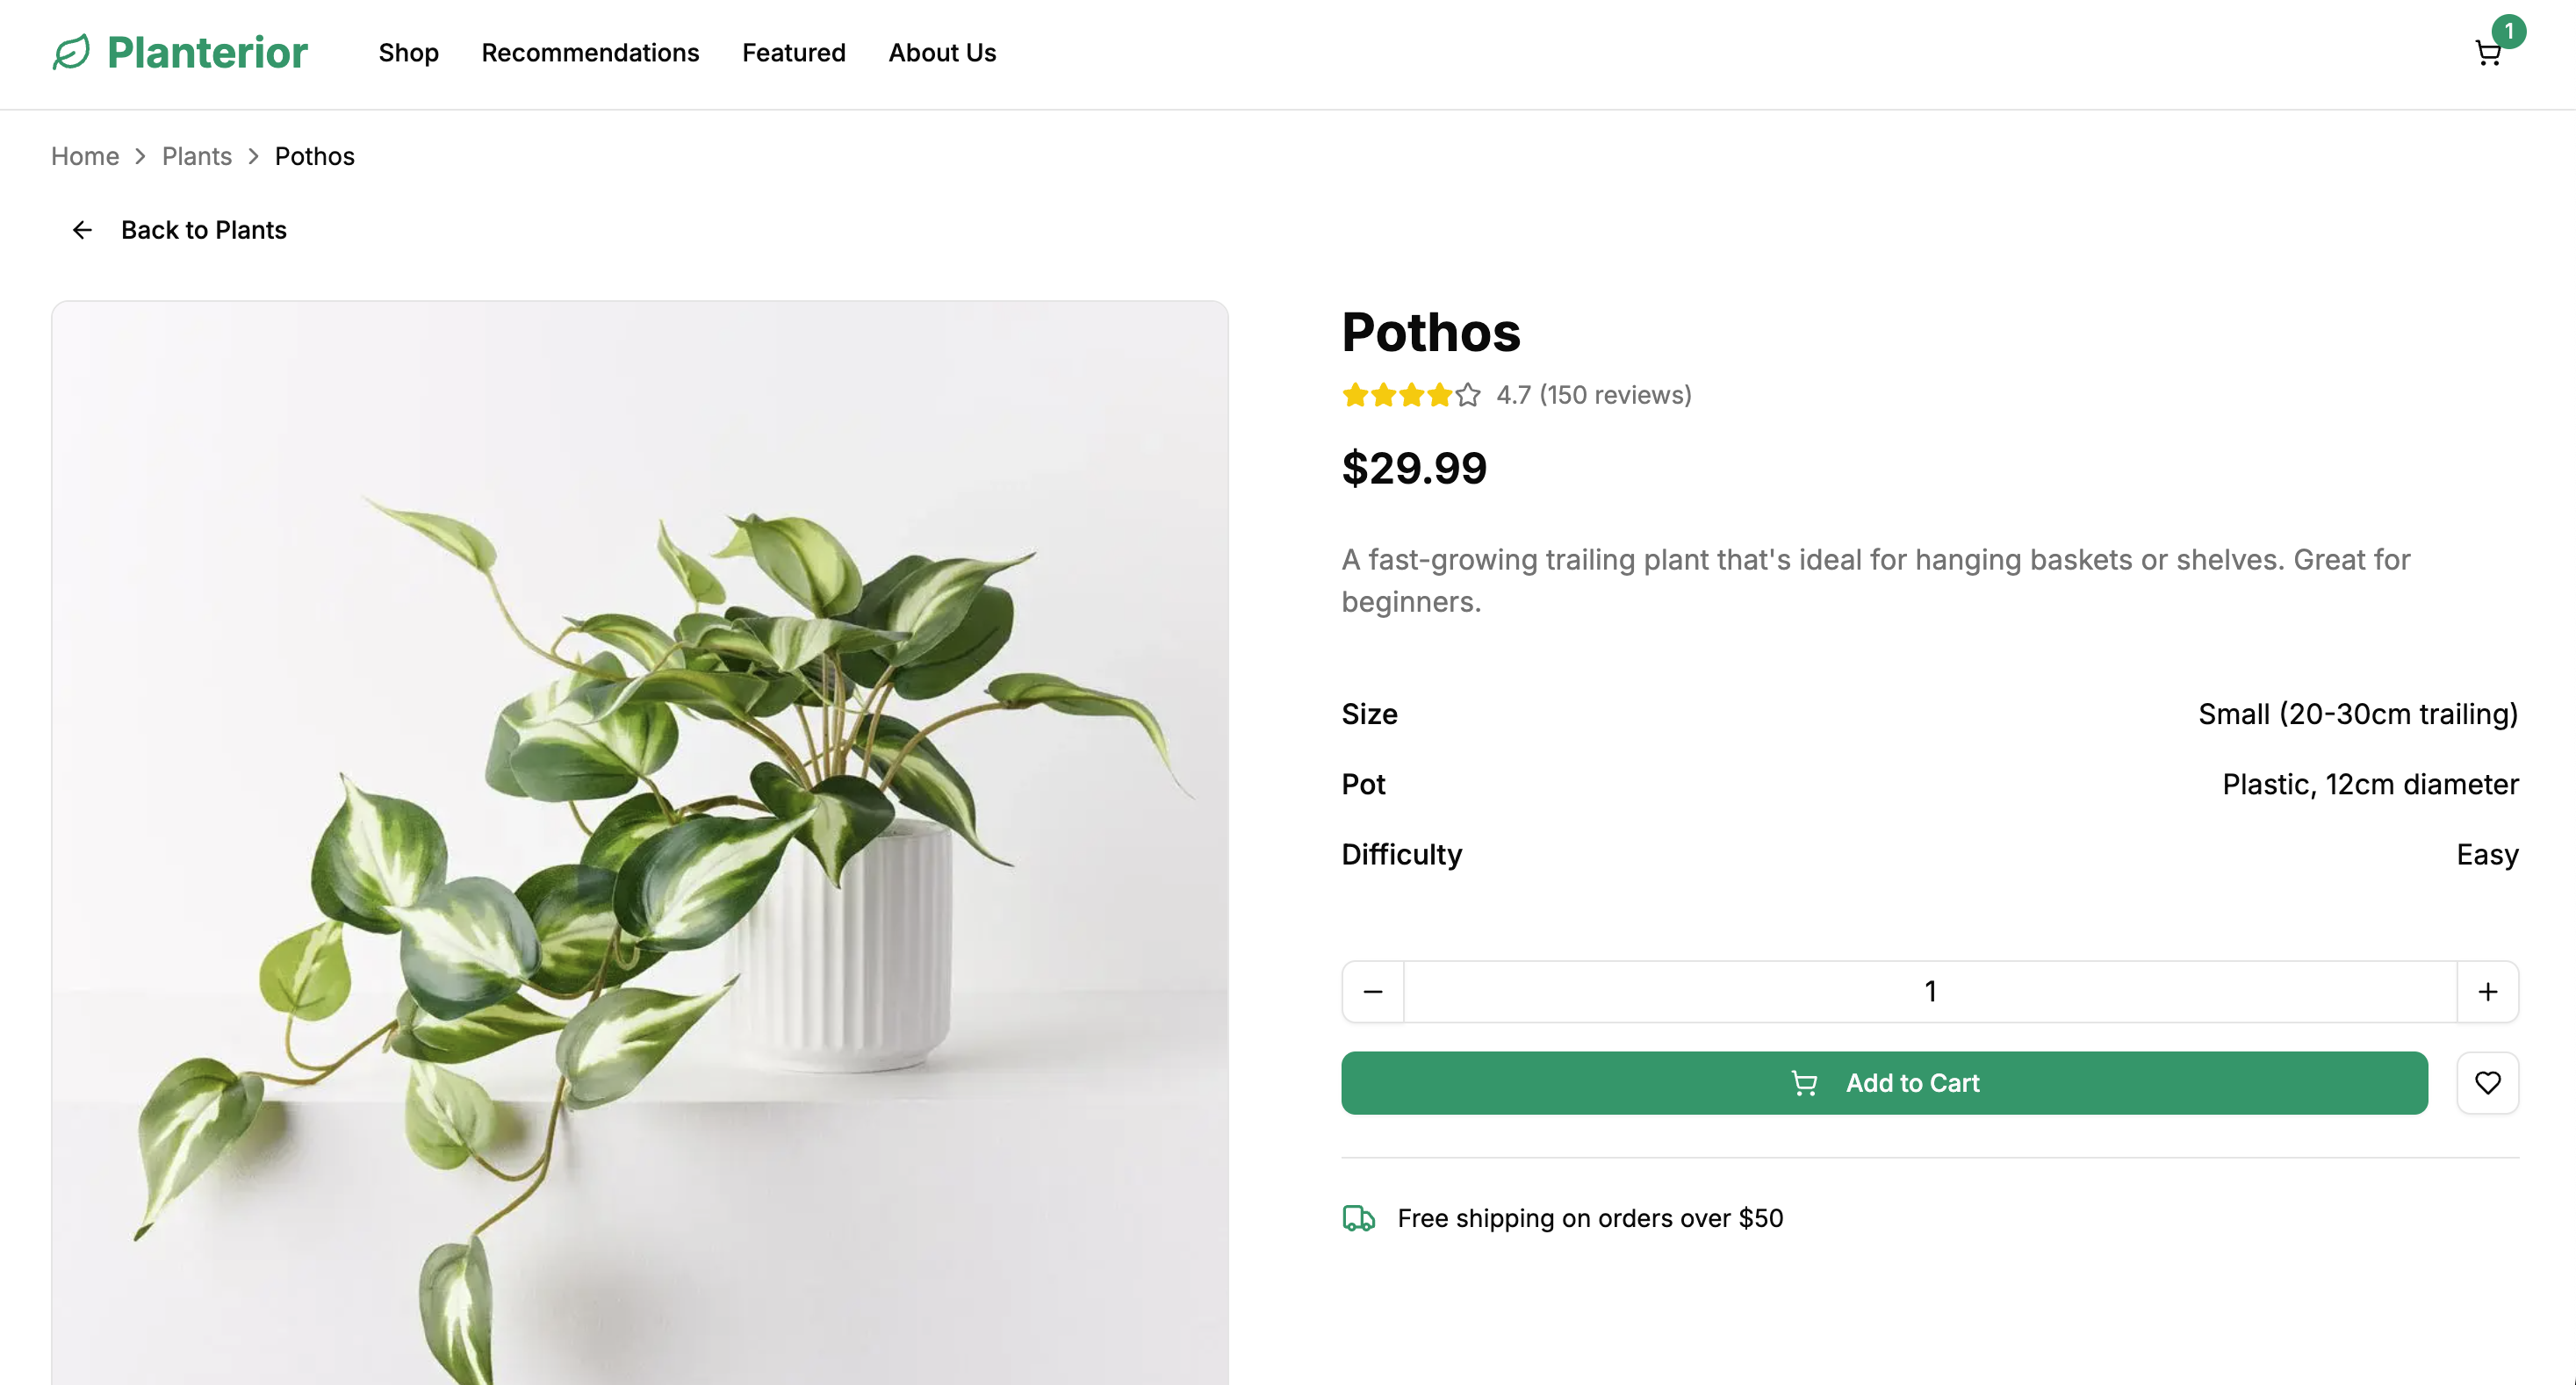 Planterior
Shop
Recommendations
Featured
About Us
1
Home > Plants > Pothos
Back to Plants
Pothos
4.7 (150 reviews)
$29.99
A fast-growing trailing plant that's ideal for hanging baskets or shelves. Great for
beginners.
Size
Small (20-30cm trailing)
Pot
Plastic, 12cm diameter
Difficulty
Easy
1
Add to Cart
Free shipping on orders over $50